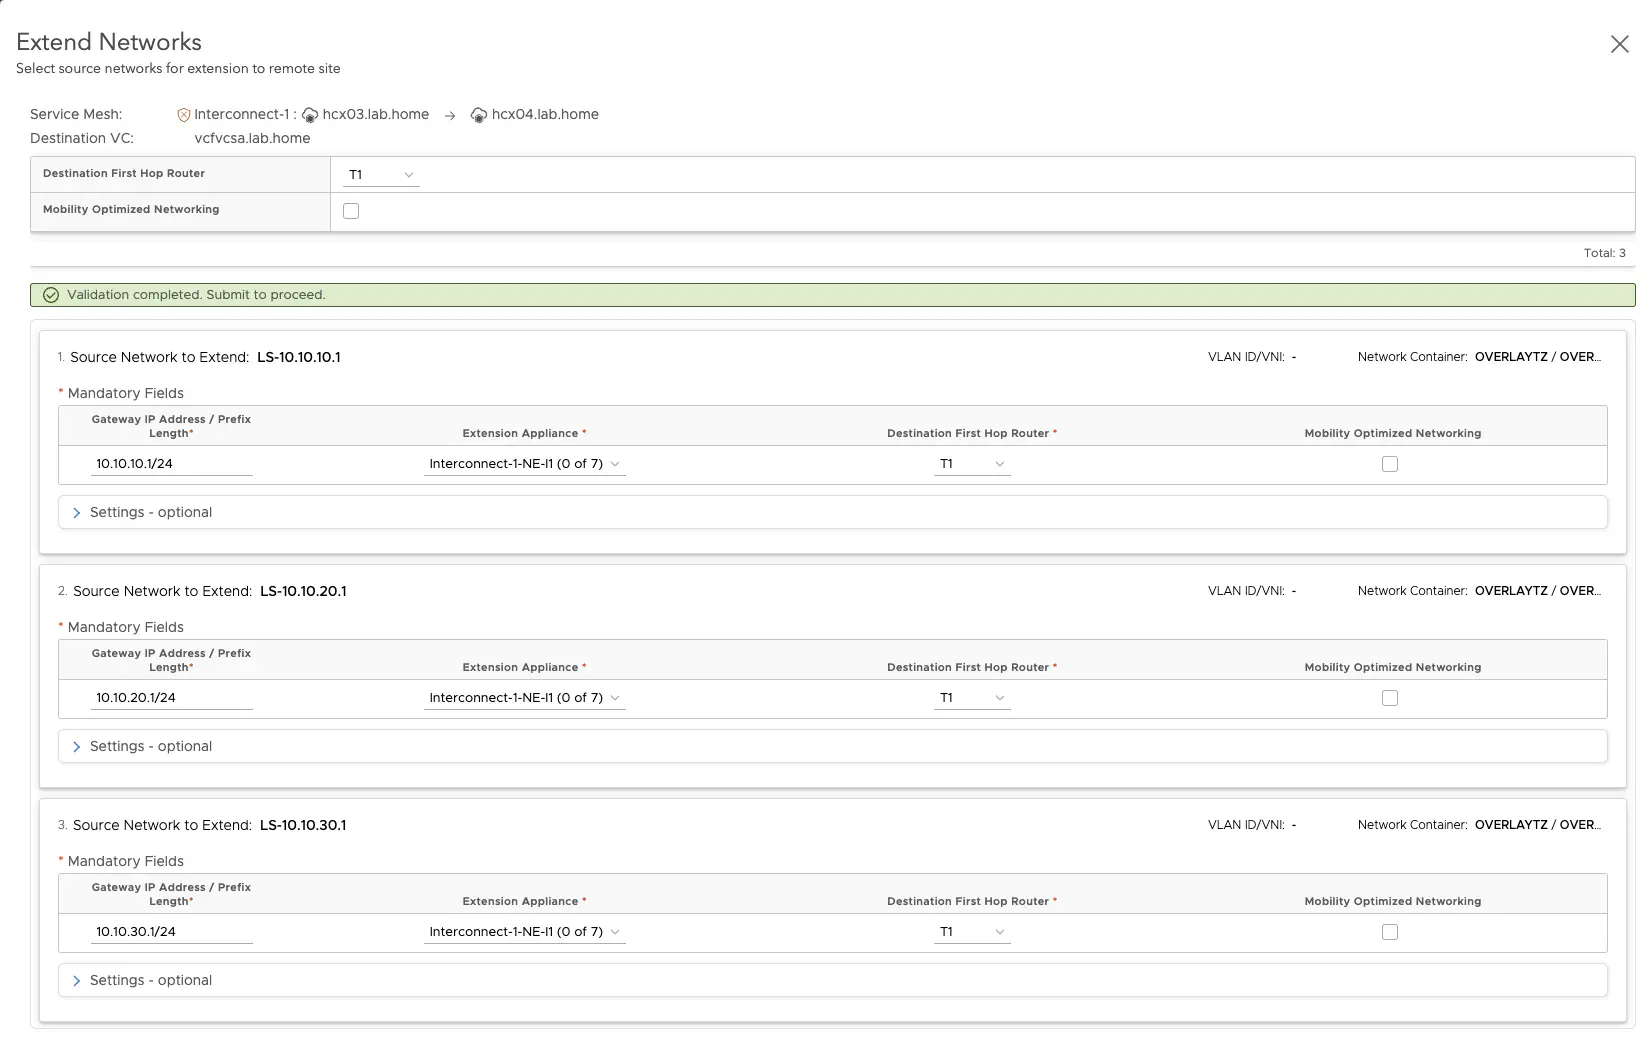 Extend Networks
Select source networks for extension to remote site
Service Mesh: Interconnect-1 : hcx03.lab.home → hcx04.lab.home
Destination VC: vcfvcsa.lab.home
Destination First Hop Router T1
Mobility Optimized Networking
Total: 3
Validation completed. Submit to proceed.
1. Source Network to Extend: LS-10.10.10.1 VLAN ID/VNI: - Network Container: OVERLAYTZ / OVER...
* Mandatory Fields
Gateway IP Address / Prefix
Length* Extension Appliance * Destination First Hop Router * Mobility Optimized Networking
10.10.10.1/24 Interconnect-1-NE-I1 (0 of 7) T1
Settings - optional
2. Source Network to Extend: LS-10.10.20.1 VLAN ID/VNI: - Network Container: OVERLAYTZ / OVER...
* Mandatory Fields
Gateway IP Address / Prefix
Length* Extension Appliance * Destination First Hop Router * Mobility Optimized Networking
10.10.20.1/24 Interconnect-1-NE-I1 (0 of 7) T1
Settings - optional
3. Source Network to Extend: LS-10.10.30.1 VLAN ID/VNI: - Network Container: OVERLAYTZ / OVER...
* Mandatory Fields
Gateway IP Address / Prefix
Length* Extension Appliance * Destination First Hop Router * Mobility Optimized Networking
10.10.30.1/24 Interconnect-1-NE-I1 (0 of 7) T1
Settings - optional